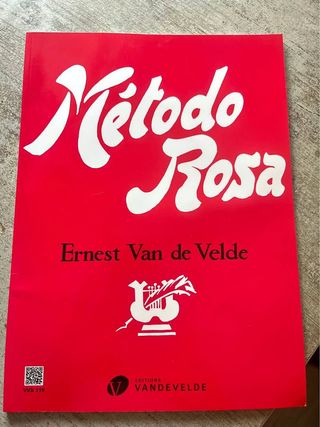 Método
Rosa
Ernest Van de Velde
EDITIONS
VANDEVELDE